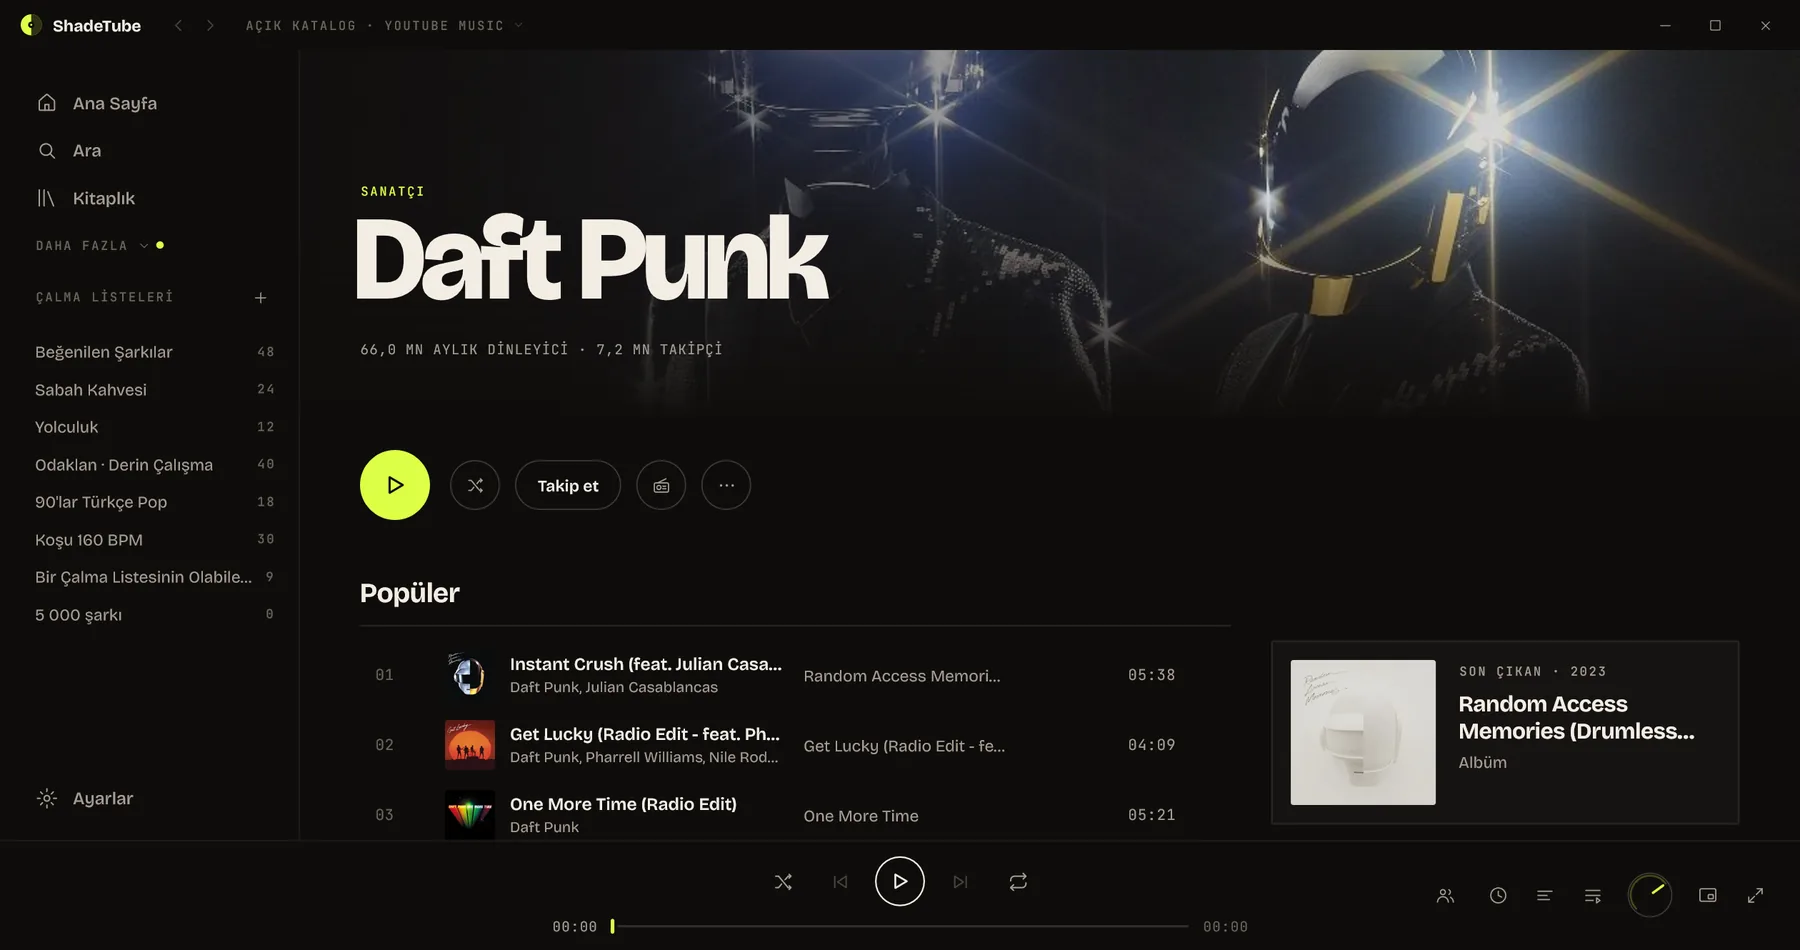 ShadeTube
AÇIK KATALOG · YOUTUBE MUSIC
Ana Sayfa
Ara
Kitaplık
DAHA FAZLA
ÇALMA LİSTELERİ
Beğenilen Şarkılar 48
Sabah Kahvesi 24
Yolculuk 12
Odaklan · Derin Çalışma 40
90'lar Türkçe Pop 18
Koşu 160 BPM 30
Bir Çalma Listesinin Olabile... 9
5 000 şarkı 0
Ayarlar
SANATÇI
Daft Punk
66,0 MN AYLIK DİNLEYİCİ · 7,2 MN TAKİPÇİ
Takip et
Popüler
01
Instant Crush (feat. Julian Casa...
Daft Punk, Julian Casablancas
Random Access Memori...
05:38
02
Get Lucky (Radio Edit - feat. Ph...
Daft Punk, Pharrell Williams, Nile Rod...
Get Lucky (Radio Edit - fe...
04:09
03
One More Time (Radio Edit)
Daft Punk
One More Time
05:21
SON ÇIKAN · 2023
Random Access
Memories (Drumless...
Albüm
00:00
00:00